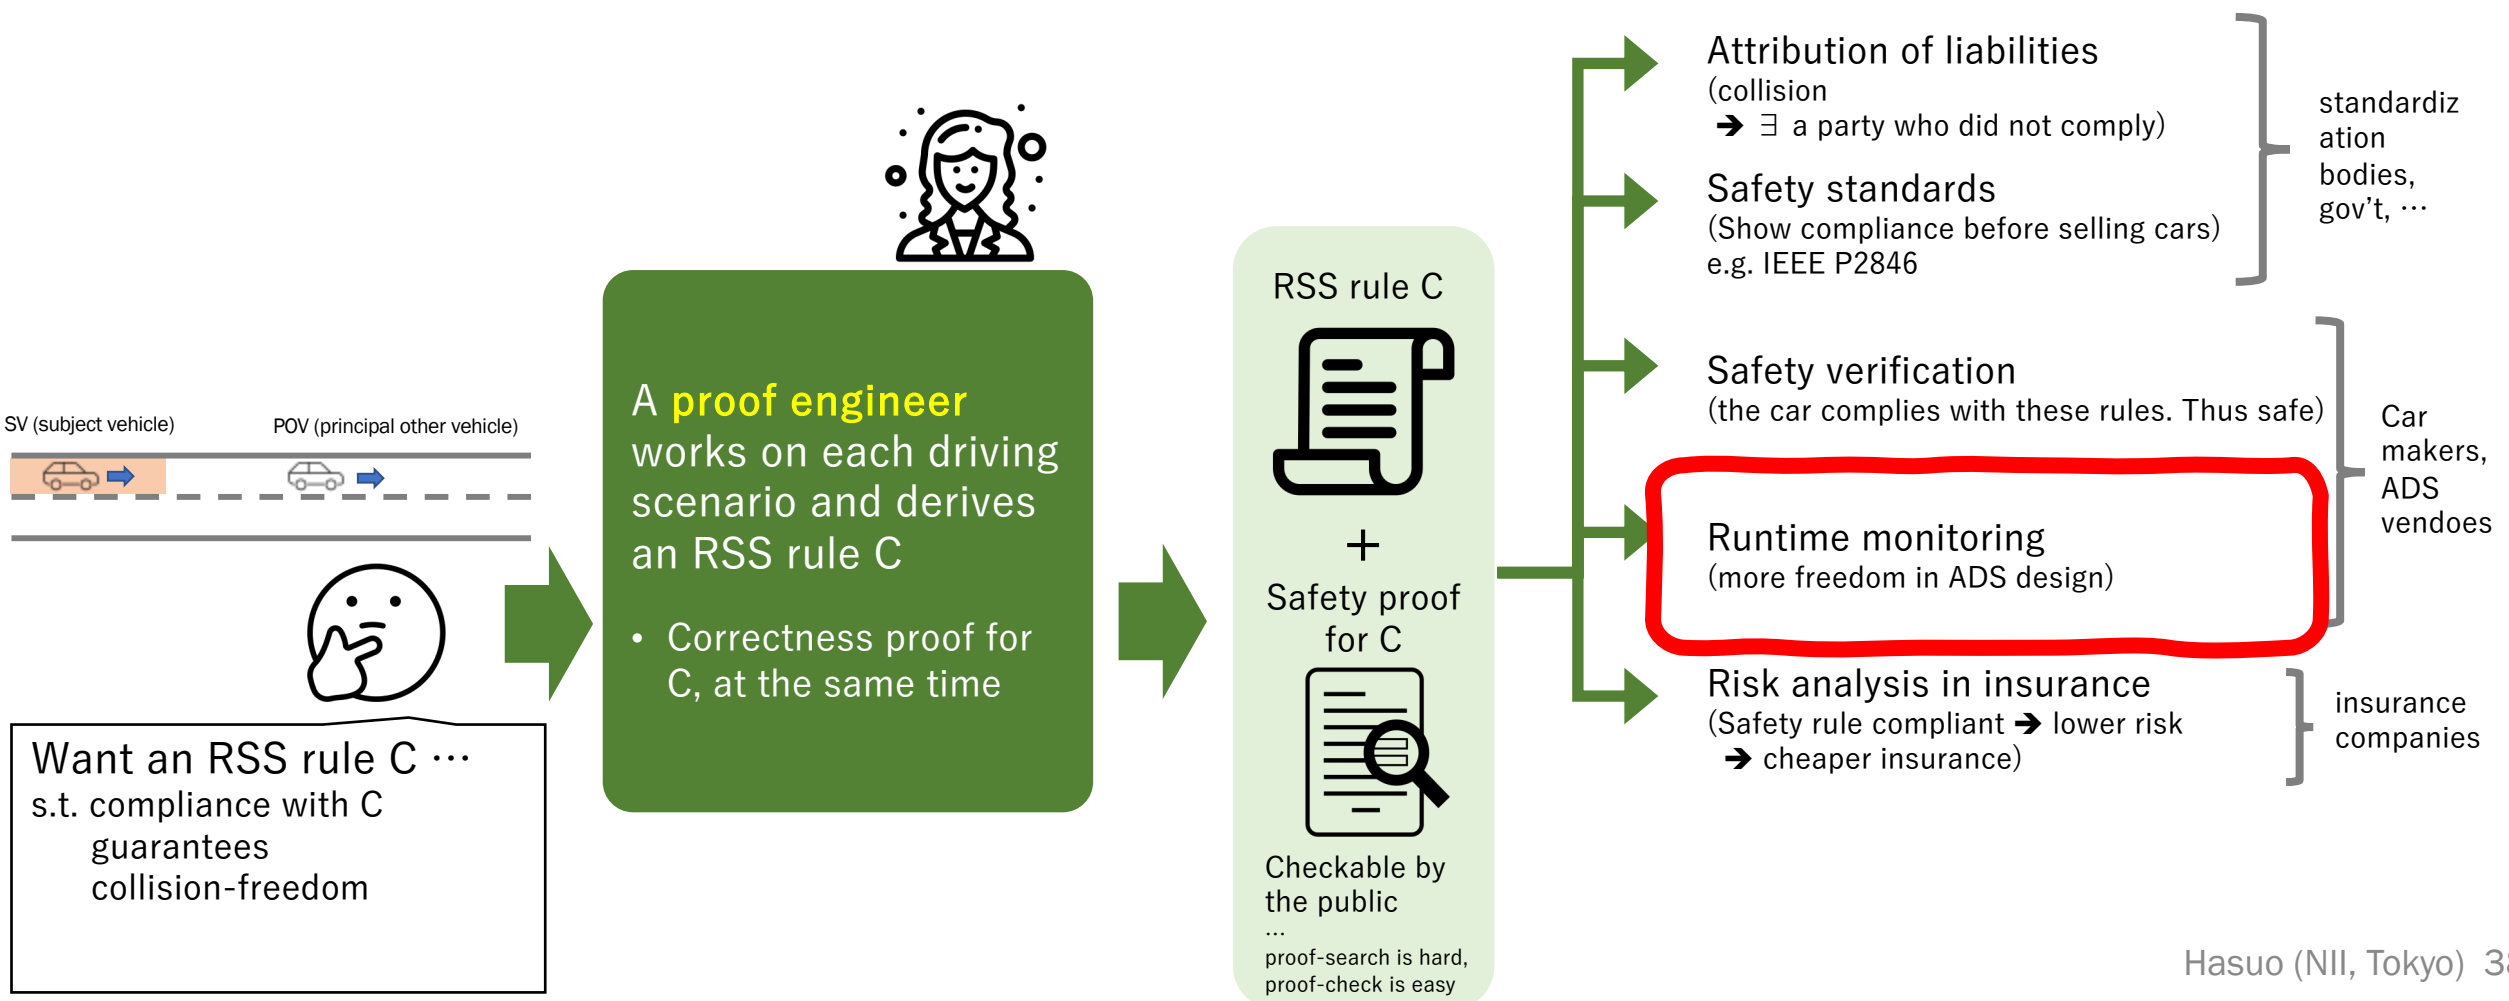 SV (subject vehicle)
POV (principal other vehicle)
Want an RSS rule C …
s.t. compliance with C
guarantees
collision-freedom
A proof engineer
works on each driving
scenario and derives
an RSS rule C
• Correctness proof for
C, at the same time
RSS rule C
+
Safety proof
for C
Checkable by
the public
…
proof-search is hard,
proof-check is easy
Attribution of liabilities
(collision
➔ ∃ a party who did not comply)
Safety standards
(Show compliance before selling cars)
e.g. IEEE P2846
standardiz
ation
bodies,
gov't, …
Safety verification
(the car complies with these rules. Thus safe)
Runtime monitoring
(more freedom in ADS design)
Car
makers,
ADS
vendoes
Risk analysis in insurance
(Safety rule compliant ➔ lower risk
➔ cheaper insurance)
insurance
companies
Hasuo (NII, Tokyo)